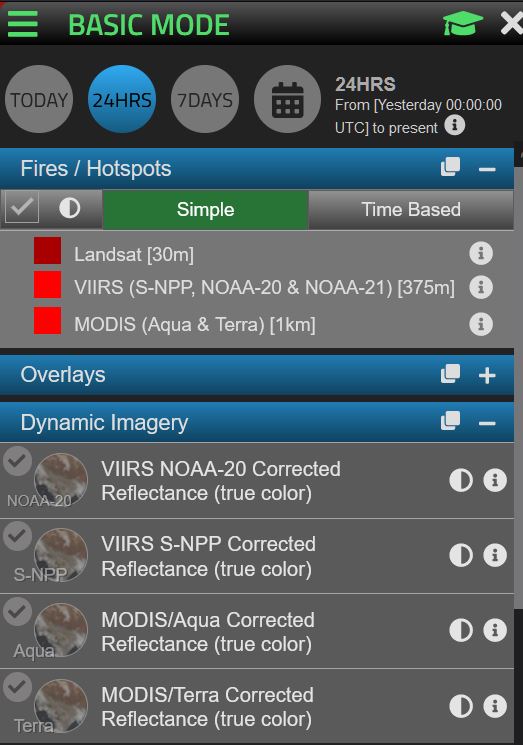 BASIC MODE
TODAY
24HRS
7DAYS
24HRS
From [Yesterday 00:00:00
UTC] to present
Fires / Hotspots
Simple
Time Based
Landsat [30m]
VIIRS (S-NPP, NOAA-20 & NOAA-21) [375m]
MODIS (Aqua & Terra) [1km]
Overlays
Dynamic Imagery
NOAA-20
VIIRS NOAA-20 Corrected
Reflectance (true color)
S-NPP
VIIRS S-NPP Corrected
Reflectance (true color)
Aqua
MODIS/Aqua Corrected
Reflectance (true color)
Terra
MODIS/Terra Corrected
Reflectance (true color)